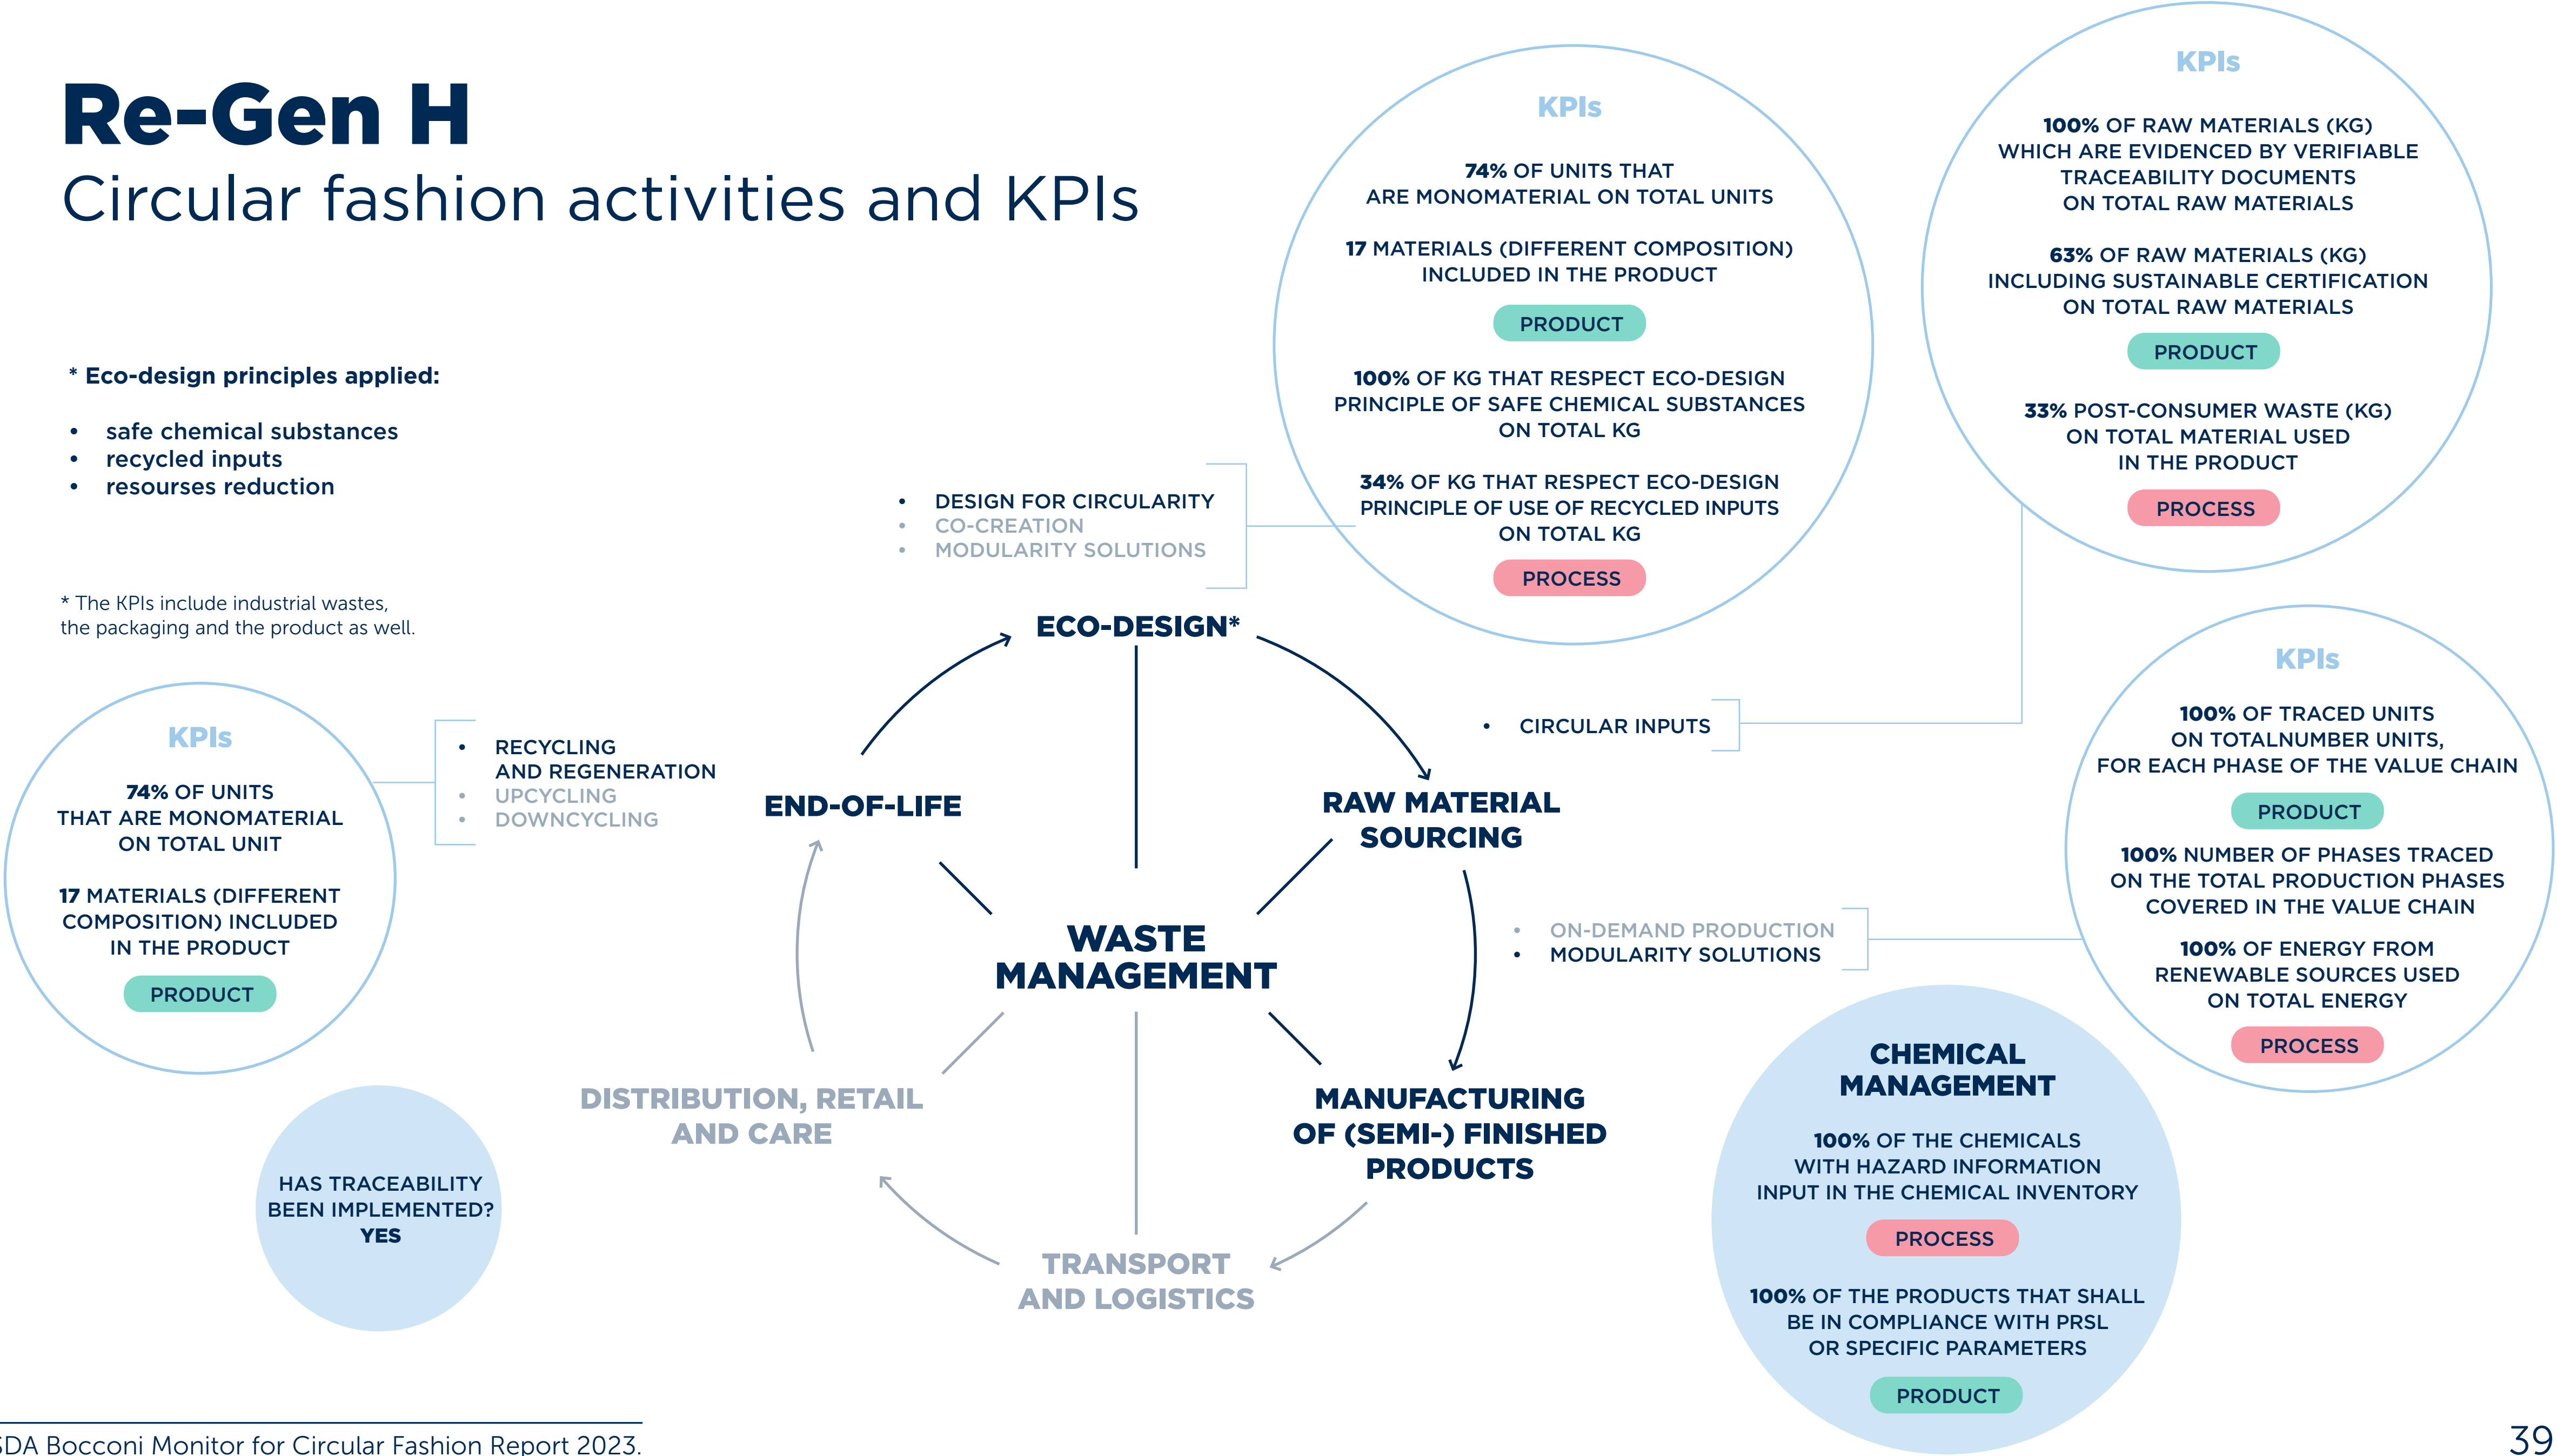 Re-Gen H
Circular fashion activities and KPIs
* Eco-design principles applied:
• safe chemical substances
• recycled inputs
• resourses reduction
* The KPIs include industrial wastes,
the packaging and the product as well.
KPIs
74% OF UNITS THAT
ARE MONOMATERIAL ON TOTAL UNITS
17 MATERIALS (DIFFERENT COMPOSITION)
INCLUDED IN THE PRODUCT
PRODUCT
100% OF KG THAT RESPECT ECO-DESIGN
PRINCIPLE OF SAFE CHEMICAL SUBSTANCES
ON TOTAL KG
34% OF KG THAT RESPECT ECO-DESIGN
PRINCIPLE OF USE OF RECYCLED INPUTS
ON TOTAL KG
PROCESS
KPIs
100% OF RAW MATERIALS (KG)
WHICH ARE EVIDENCED BY VERIFIABLE
TRACEABILITY DOCUMENTS
ON TOTAL RAW MATERIALS
63% OF RAW MATERIALS (KG)
INCLUDING SUSTAINABLE CERTIFICATION
ON TOTAL RAW MATERIALS
PRODUCT
33% POST-CONSUMER WASTE (KG)
ON TOTAL MATERIAL USED
IN THE PRODUCT
PROCESS
• DESIGN FOR CIRCULARITY
• CO-CREATION
• MODULARITY SOLUTIONS
ECO-DESIGN*
• CIRCULAR INPUTS
RAW MATERIAL
SOURCING
KPIs
100% OF TRACED UNITS
ON TOTALNUMBER UNITS,
FOR EACH PHASE OF THE VALUE CHAIN
PRODUCT
100% NUMBER OF PHASES TRACED
ON THE TOTAL PRODUCTION PHASES
COVERED IN THE VALUE CHAIN
100% OF ENERGY FROM
RENEWABLE SOURCES USED
ON TOTAL ENERGY
PROCESS
• ON-DEMAND PRODUCTION
• MODULARITY SOLUTIONS
MANUFACTURING
OF (SEMI-) FINISHED
PRODUCTS
KPIs
74% OF UNITS
THAT ARE MONOMATERIAL
ON TOTAL UNIT
17 MATERIALS (DIFFERENT
COMPOSITION) INCLUDED
IN THE PRODUCT
PRODUCT
• RECYCLING
AND REGENERATION
• UPCYCLING
• DOWNCYCLING
END-OF-LIFE
WASTE
MANAGEMENT
DISTRIBUTION, RETAIL
AND CARE
TRANSPORT
AND LOGISTICS
HAS TRACEABILITY
BEEN IMPLEMENTED?
YES
CHEMICAL
MANAGEMENT
100% OF THE CHEMICALS
WITH HAZARD INFORMATION
INPUT IN THE CHEMICAL INVENTORY
PROCESS
100% OF THE PRODUCTS THAT SHALL
BE IN COMPLIANCE WITH PRSL
OR SPECIFIC PARAMETERS
PRODUCT
SDA Bocconi Monitor for Circular Fashion Report 2023.
39